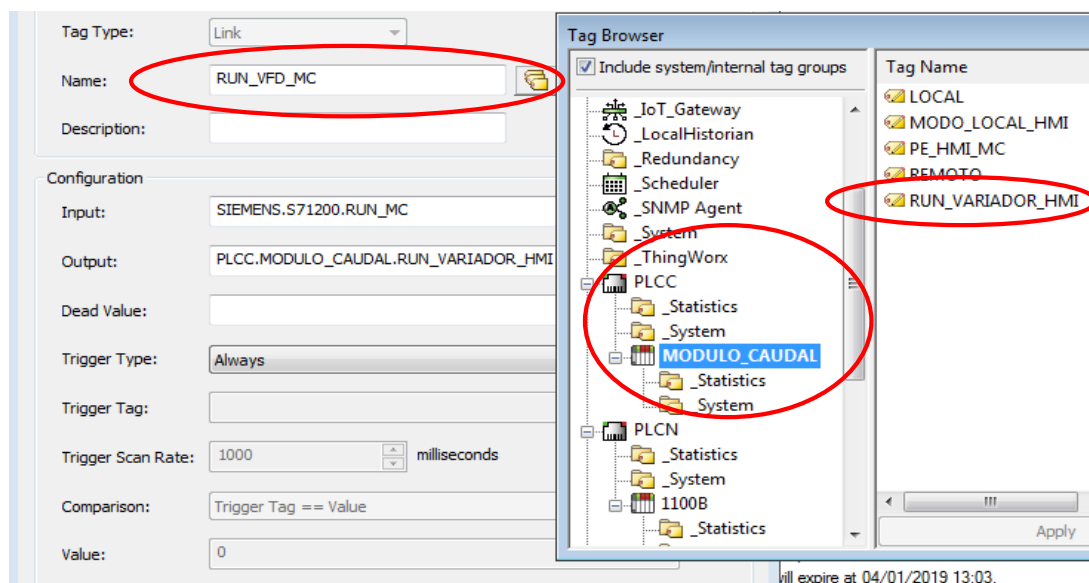 Tag Type: Link
Name: RUN_VFD_MC
Description:
Configuration
Input: SIEMENS.S71200.RUN_MC
Output: PLCC.MODULO_CAUDAL.RUN_VARIADOR_HMI
Dead Value:
Trigger Type: Always
Trigger Tag:
Trigger Scan Rate: 1000 milliseconds
Comparison: Trigger Tag == Value
Value: 0
Tag Browser
Include system/internal tag groups
_IoT_Gateway
_LocalHistorian
_Redundancy
_Scheduler
_SNMP Agent
_System
_ThingWorx
PLCC
_Statistics
_System
MODULO_CAUDAL
_Statistics
_System
PLCN
_Statistics
_System
1100B
_Statistics
Tag Name
LOCAL
MODO_LOCAL_HMI
PE_HMI_MC
REMOTO
RUN_VARIADOR_HMI
Apply
will expire at 04/01/2019 13:03.